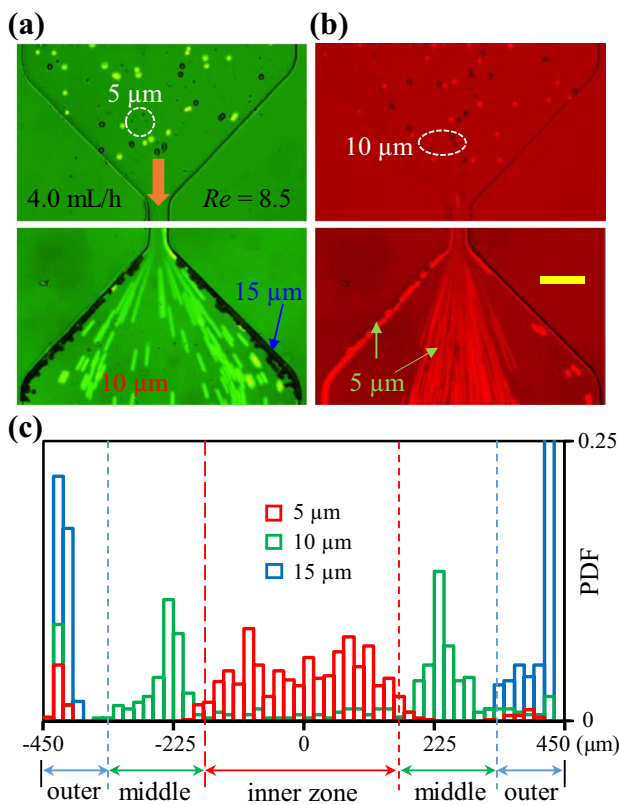 (a)
(b)
5 µm
10 µm
4.0 mL/h
Re = 8.5
15 µm
10 µm
5 µm
(c)
0.25
5 µm
10 µm
15 µm
PDF
0
-450
-225
0
225
450
(µm)
outer
middle
inner zone
middle
outer